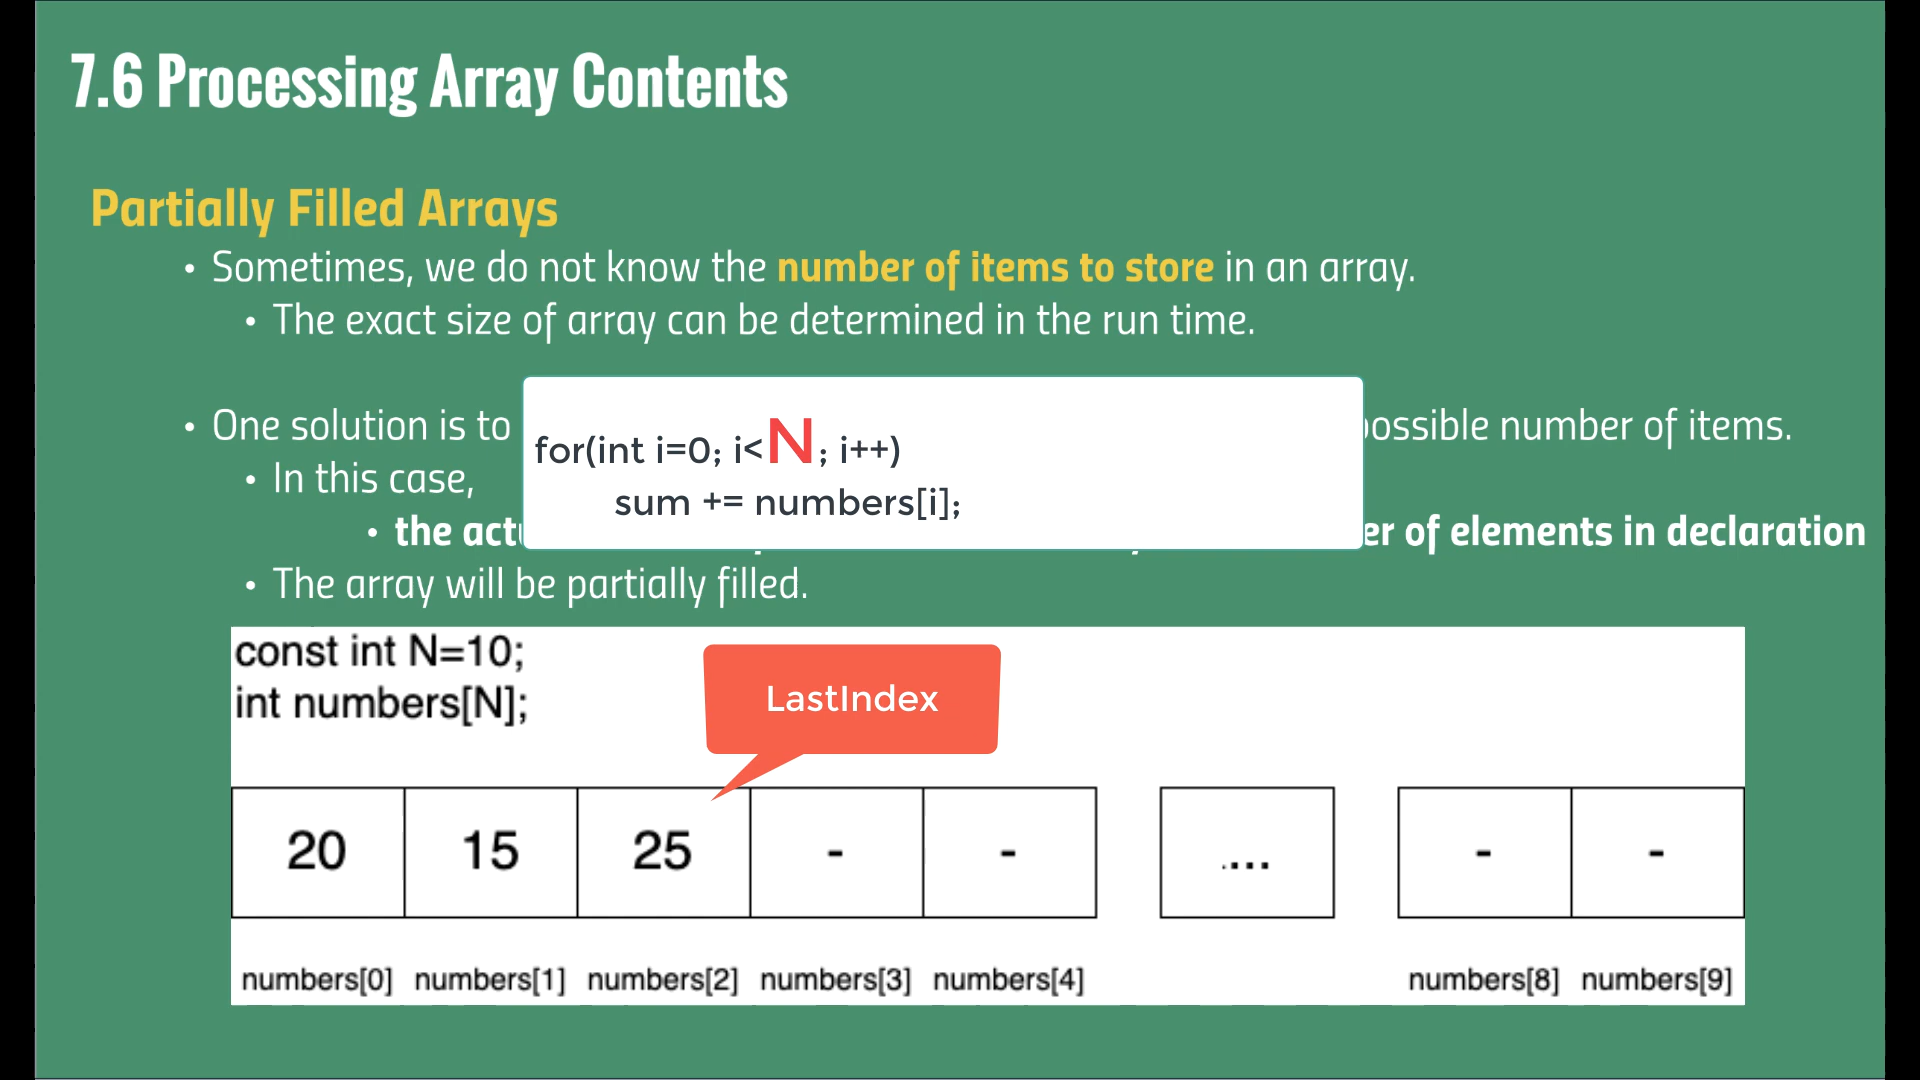 7.6 Processing Array Contents
Partially Filled Arrays
• Sometimes, we do not know the number of items to store in an array.
• The exact size of array can be determined in the run time.
• One solution is to possible number of items.
• In this case,
• the of elements in declaration
• The array will be partially filled.
for(int i=0; i<N; i++)
sum += numbers[i];
const int N=10;
int numbers[N];
LastIndex
20 15 25 - - .... - -
numbers[0] numbers[1] numbers[2] numbers[3] numbers[4] numbers[8] numbers[9]